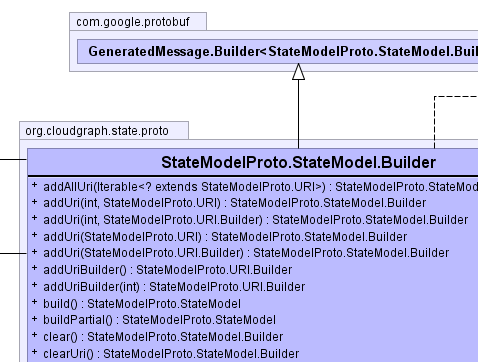 com.google.protobuf
GeneratedMessage.Builder<StateModelProto.StateModel.Buil
org.cloudgraph.state.proto
StateModelProto.StateModel.Builder
+ addAllUri(Iterable<? extends StateModelProto.URI>) : StateModelProto.StateMod
+ addUri(int, StateModelProto.URI) : StateModelProto.StateModel.Builder
+ addUri(int, StateModelProto.URI.Builder) : StateModelProto.StateModel.Builder
+ addUri(StateModelProto.URI) : StateModelProto.StateModel.Builder
+ addUri(StateModelProto.URI.Builder) : StateModelProto.StateModel.Builder
+ addUriBuilder() : StateModelProto.URI.Builder
+ addUriBuilder(int) : StateModelProto.URI.Builder
+ build() : StateModelProto.StateModel
+ buildPartial() : StateModelProto.StateModel
+ clear() : StateModelProto.StateModel.Builder
+ clearUri() : StateModelProto.StateModel.Builder